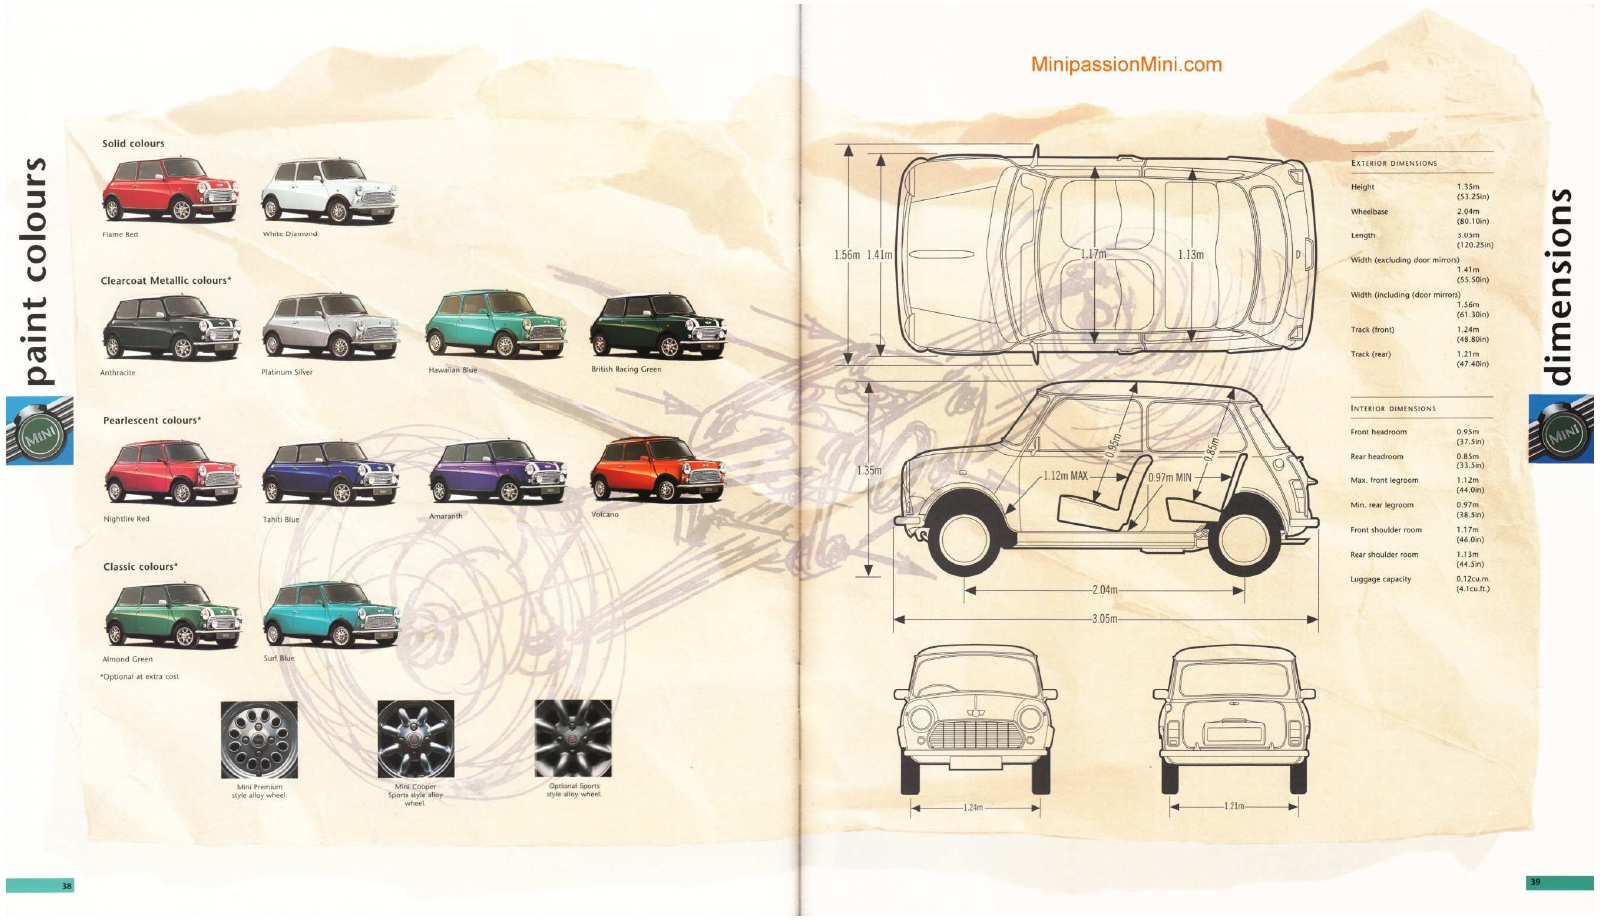 paint colours
Solid colours
Flame Red
White Diamond
Clearcoat Metallic colours*
Anthracite
Platinum Silver
Hawaiian Blue
British Racing Green
Pearlescent colours*
Nightfire Red
Tahiti Blue
Amaranth
Volcano
Classic colours*
Almond Green
Surf Blue
*Optional at extra cost
Mini Premium
style alloy wheel.
Mini Cooper
Sports style alloy
wheel.
Optional Sports
style alloy wheel.
MINI
38
MinipassionMini.com
1.56m 1.41m
1.17m
1.13m
1.35m
0.95m
0.85m
1.12m MAX
0.97m MIN
2.04m
3.05m
1.24m
1.21m
EXTERIOR DIMENSIONS
Height 1.35m
(53.25in)
Wheelbase 2.04m
(80.10in)
Length 3.05m
(120.25in)
Width (excluding door mirrors)
1.41m
(55.50in)
Width (including (door mirrors)
1.56m
(61.30in)
Track (front) 1.24m
(48.80in)
Track (rear) 1.21m
(47.40in)
INTERIOR DIMENSIONS
Front headroom 0.95m
(37.5in)
Rear headroom 0.85m
(33.5in)
Max. front legroom 1.12m
(44.0in)
Min. rear legroom 0.97m
(38.5in)
Front shoulder room 1.17m
(46.0in)
Rear shoulder room 1.13m
(44.5in)
Luggage capacity 0.12cu.m.
(4.1cu.ft.)
dimensions
MINI
39